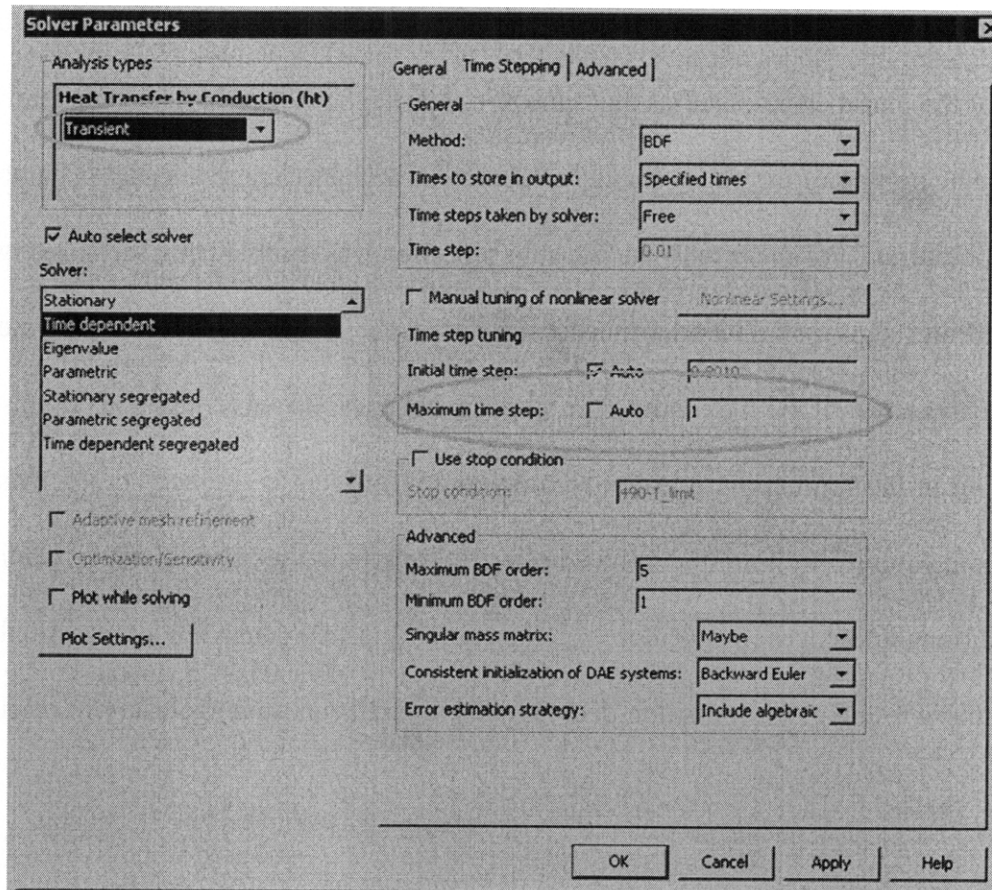 Solver Parameters
Analysis types
Heat Transfer by Conduction (ht)
Transient
Auto select solver
Solver:
Stationary
Time dependent
Eigenvalue
Parametric
Stationary segregated
Parametric segregated
Time dependent segregated
Adaptive mesh refinement
Optimization/Sensitivity
Plot while solving
Plot Settings...
General Time Stepping Advanced
General
Method: BDF
Times to store in output: Specified times
Time steps taken by solver: Free
Time step: 0.01
Manual tuning of nonlinear solver Nonlinear Settings...
Time step tuning
Initial time step: Auto 0.0010
Maximum time step: Auto 1
Use stop condition
Stop condition: 490-T_limit
Advanced
Maximum BDF order: 5
Minimum BDF order: 1
Singular mass matrix: Maybe
Consistent initialization of DAE systems: Backward Euler
Error estimation strategy: Include algebraic
OK Cancel Apply Help